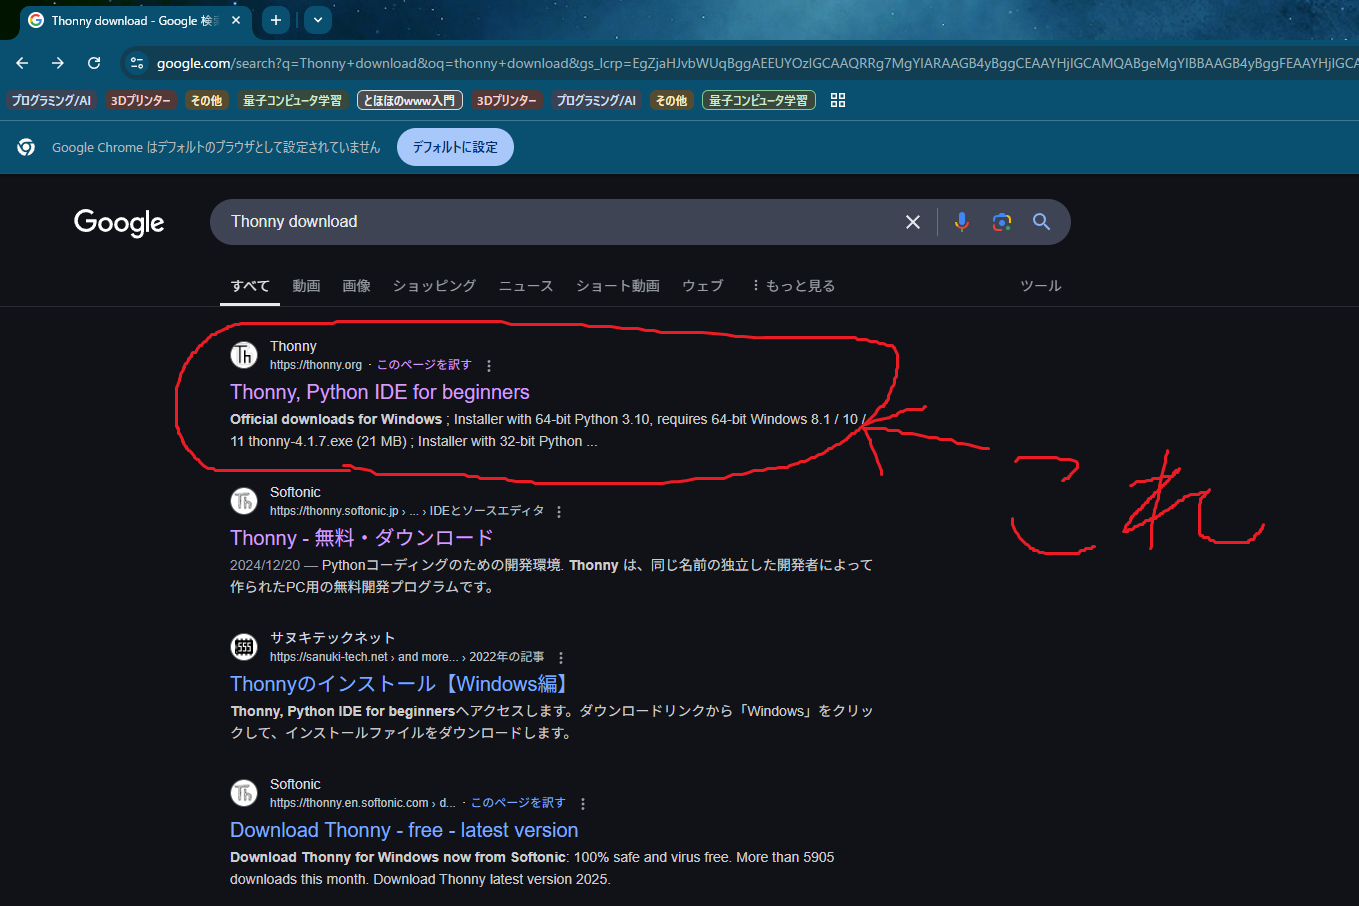 Thonny download - Google 検
google.com/search?q=Thonny+download&oq=thonny+download&gs_lcrp=EgZjaHJvbWUqBggAEEUYOzIGCAAQRRg7MgYIARAAGB4yBggCEAAYHjIGCAMQABgeMgYIBBAAGB4yBggFEAAYHjIGCA
プログラミング/AI 3Dプリンター その他 量子コンピュータ学習 とほほのwww入門 3Dプリンター プログラミング/AI その他 量子コンピュータ学習
Google Chrome はデフォルトのブラウザとして設定されていません デフォルトに設定
Google Thonny download
すべて 動画 画像 ショッピング ニュース ショート動画 ウェブ もっと見る ツール
Th Thonny
https://thonny.org · このページを訳す
Thonny, Python IDE for beginners
Official downloads for Windows ; Installer with 64-bit Python 3.10, requires 64-bit Windows 8.1 / 10 /
11 thonny-4.1.7.exe (21 MB) ; Installer with 32-bit Python ...
これ
Th Softonic
https://thonny.softonic.jp › ... › IDEとソースエディタ
Thonny - 無料・ダウンロード
2024/12/20 — Pythonコーディングのための開発環境. Thonny は、同じ名前の独立した開発者によって
作られたPC用の無料開発プログラムです。
サヌキテックネット
https://sanuki-tech.net › and more... › 2022年の記事
Thonnyのインストール【Windows編】
Thonny, Python IDE for beginnersへアクセスします。ダウンロードリンクから「Windows」をクリッ
クして、インストールファイルをダウンロードします。
Th Softonic
https://thonny.en.softonic.com › d... · このページを訳す
Download Thonny - free - latest version
Download Thonny for Windows now from Softonic: 100% safe and virus free. More than 5905
downloads this month. Download Thonny latest version 2025.